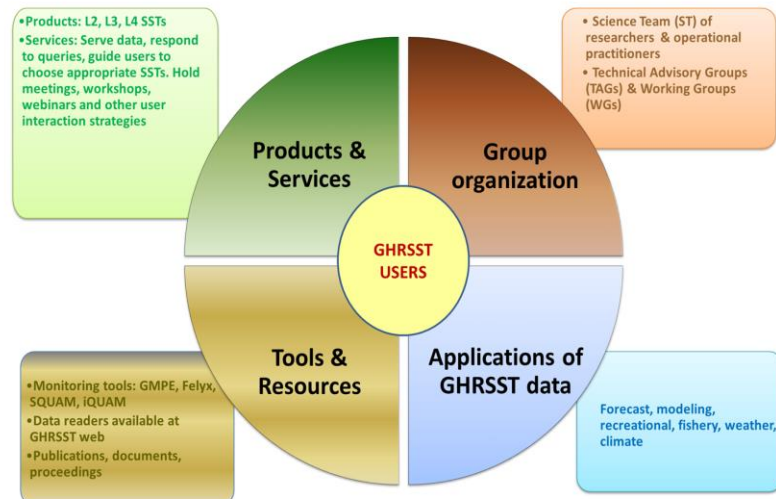 •Products: L2, L3, L4 SSTs
•Services: Serve data, respond
to queries, guide users to
choose appropriate SSTs. Hold
meetings, workshops,
webinars and other user
interaction strategies
• Science Team (ST) of
researchers & operational
practitioners
• Technical Advisory Groups
(TAGs) & Working Groups
(WGs)
Products &
Services
Group
organization
GHRSST
USERS
Tools &
Resources
Applications of
GHRSST data
•Monitoring tools: GMPE, Felyx,
SQUAM, iQUAM
•Data readers available at
GHRSST web
•Publications, documents,
proceedings
Forecast, modeling,
recreational, fishery, weather,
climate